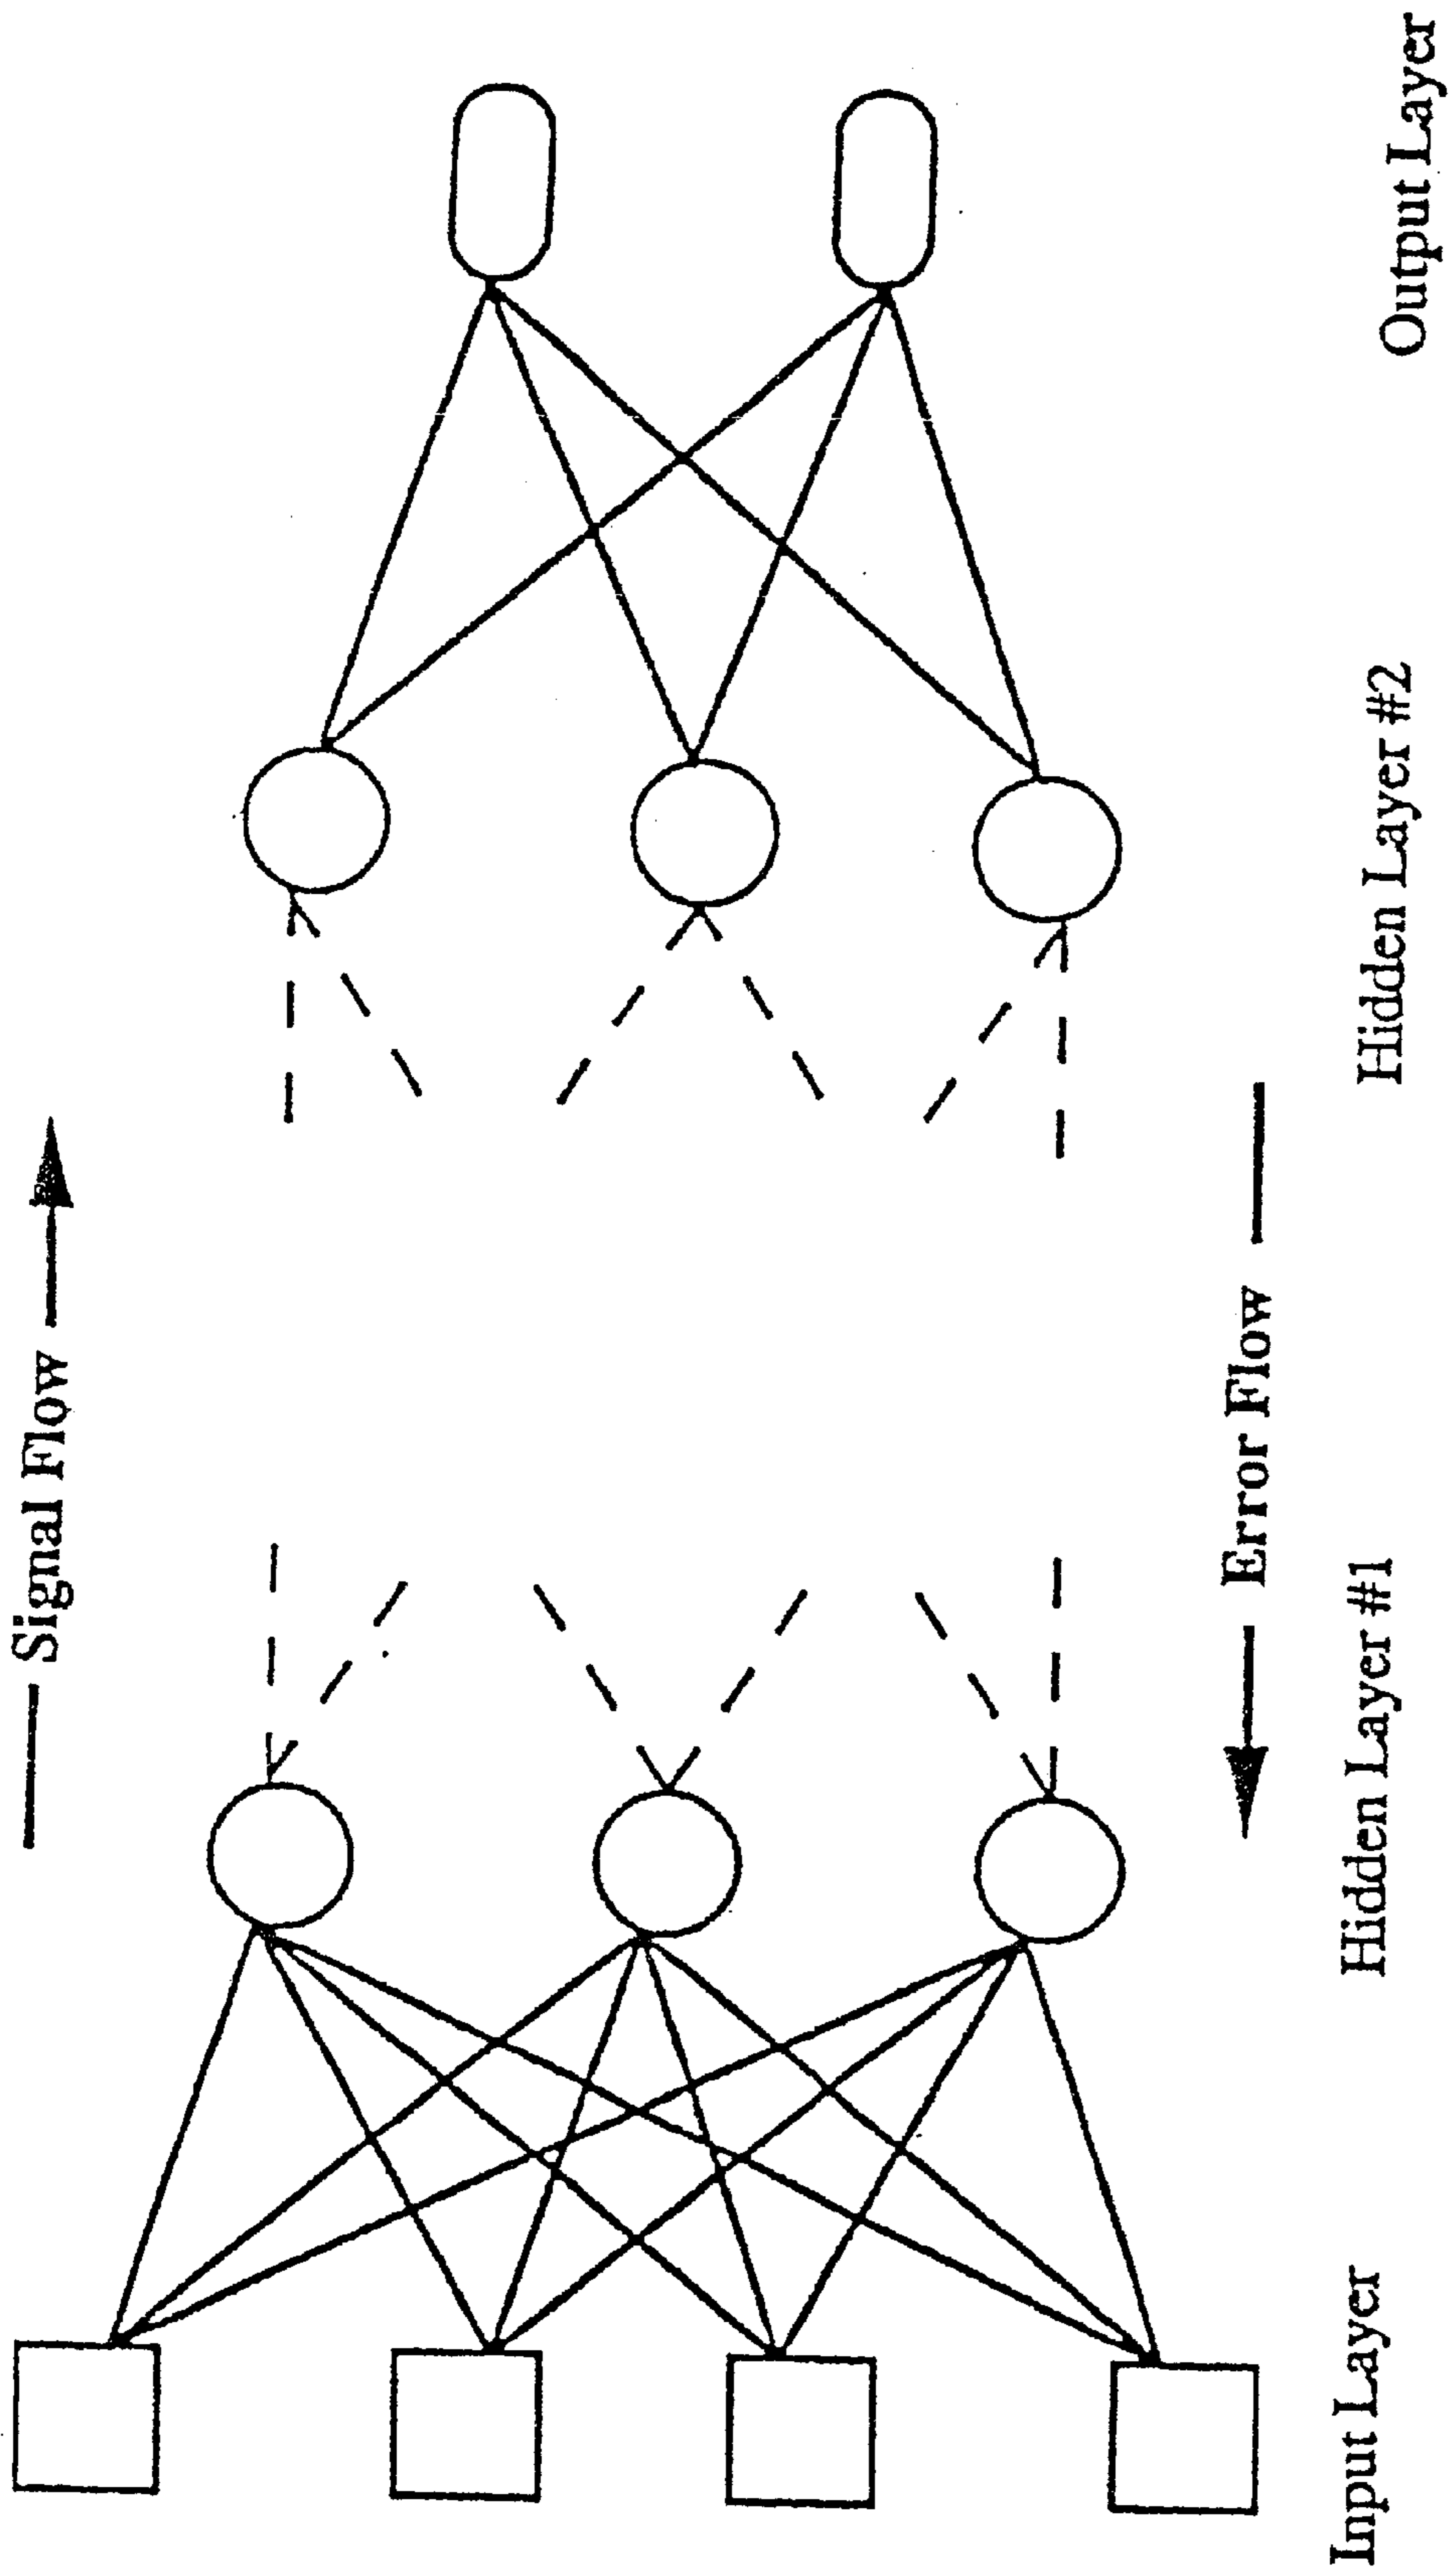 Signal Flow
Error Flow
Input Layer
Hidden Layer #1
Hidden Layer #2
Output Layer